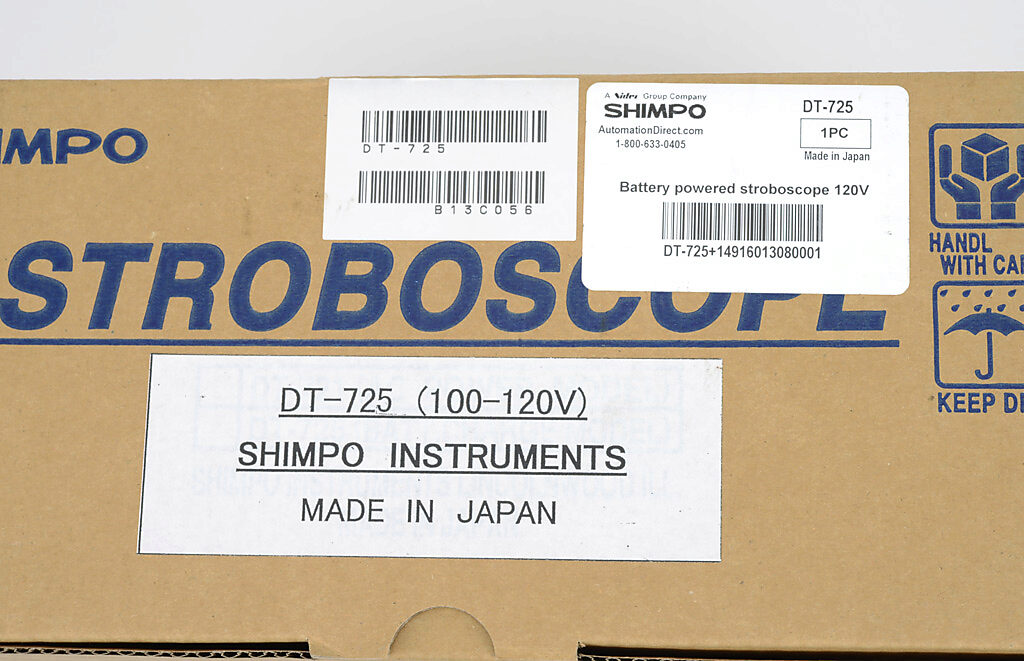 IMPO
DT-725
B13C056
A Nidec Group Company
SHIMPO
AutomationDirect.com
1-800-633-0405
DT-725
1PC
Made in Japan
Battery powered stroboscope 120V
DT-725+14916013080001
STROBOSCOPE
HANDL
WITH CAR
KEEP D
DT-725 (100-120V)
SHIMPO INSTRUMENTS
MADE IN JAPAN